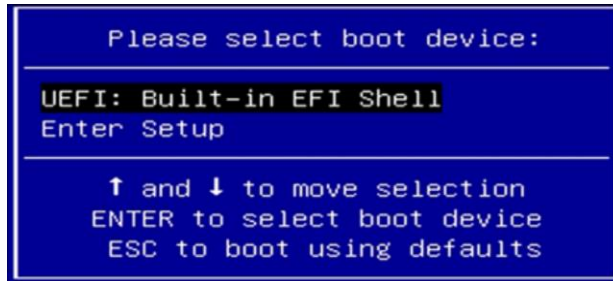 Please select boot device:
UEFI: Built-in EFI Shell
Enter Setup
↑ and ↓ to move selection
ENTER to select boot device
ESC to boot using defaults